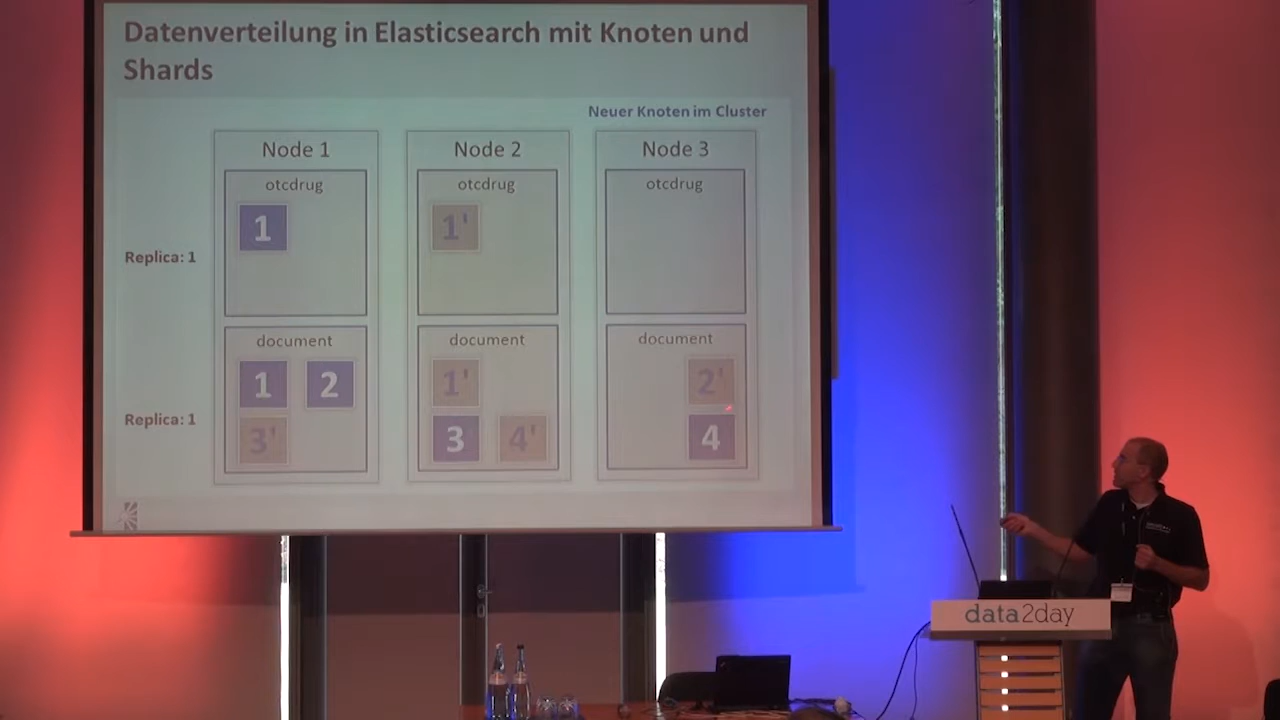 Datenverteilung in Elasticsearch mit Knoten und
Shards
Neuer Knoten im Cluster
Node 1
Node 2
Node 3
otcdrug
otcdrug
otcdrug
1
1'
Replica: 1
document
document
document
1
2
1'
2'
Replica: 1
3'
3
4'
4
data2day